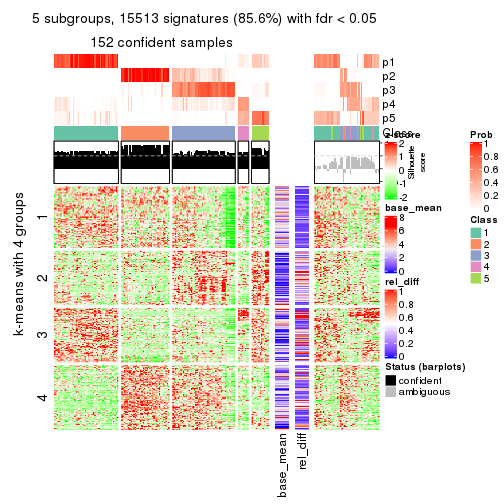 5 subgroups, 15513 signatures (85.6%) with fdr < 0.05
152 confident samples
p1
p2
p3
p4
p5
Class
z-score
2
1
0
-1
-2
Silhouette
score
Prob
1
0.8
0.6
0.4
0.2
0
base_mean
8
6
4
2
0
Class
1
2
3
4
5
rel_diff
1
0.8
0.6
0.4
0.2
0
Status (barplots)
confident
ambiguous
k-means with 4 groups
1
2
3
4
base_mean
rel_diff